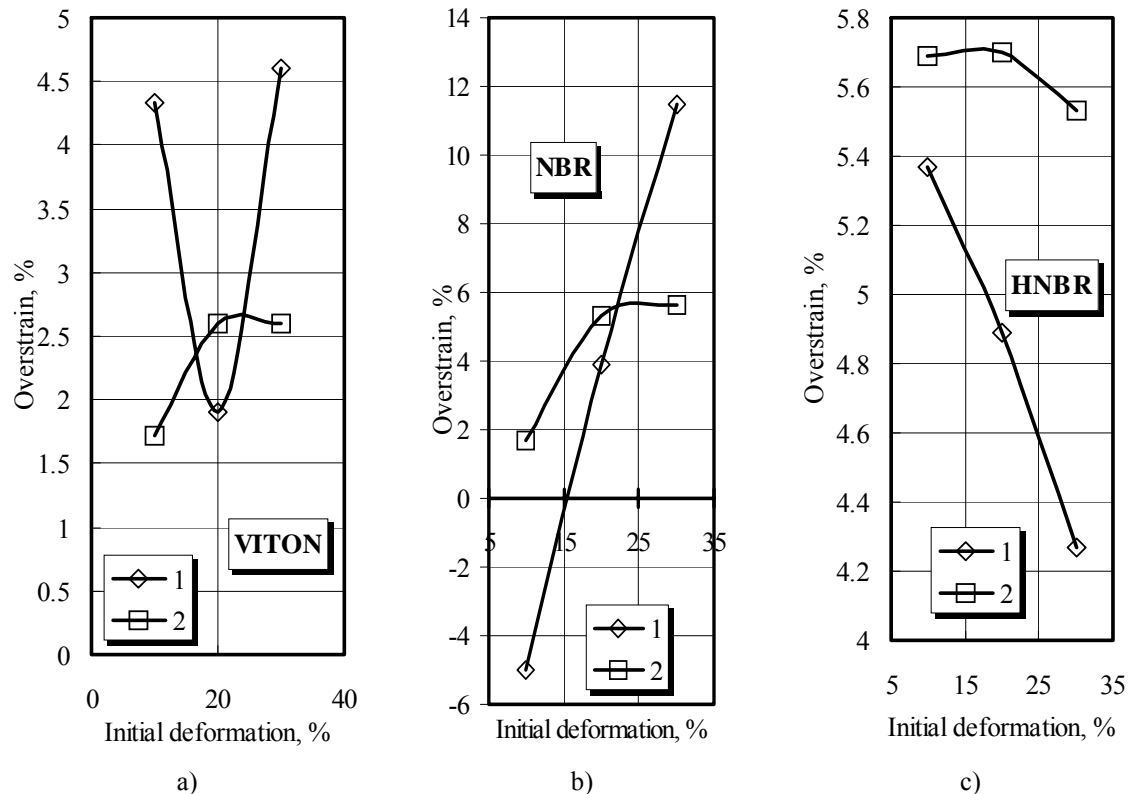 5
4.5
4
3.5
3
2.5
2
1.5
1
0.5
0
0 20 40
Overstrain, %
Initial deformation, %
VITON
1
2
a)
14
12
10
8
6
4
2
0
-2
-4
-6
5 15 25 35
Overstrain, %
Initial deformation, %
NBR
1
2
b)
5.8
5.6
5.4
5.2
5
4.8
4.6
4.4
4.2
4
5 15 25 35
Overstrain, %
Initial deformation, %
HNBR
1
2
c)